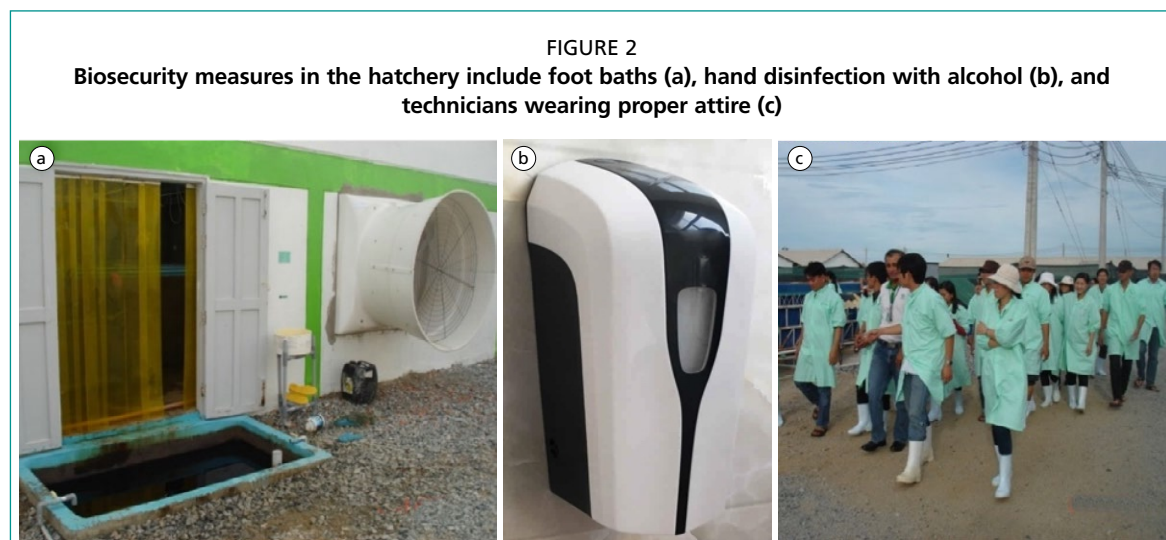 FIGURE 2
Biosecurity measures in the hatchery include foot baths (a), hand disinfection with alcohol (b), and
technicians wearing proper attire (c)
a
b
c